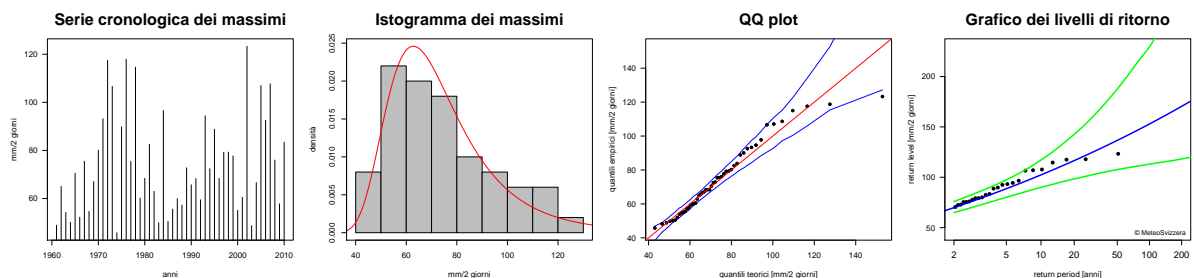 Serie cronologica dei massimi
mm/2 giorni
60 80 100 120
1960 1970 1980 1990 2000 2010
anni
Istogramma dei massimi
densità
0.000 0.005 0.010 0.015 0.020 0.025
40 60 80 100 120
mm/2 giorni
QQ plot
quantili empirici [mm/2 giorni]
40 60 80 100 120 140
40 60 80 100 120 140
quantili teorici [mm/2 giorni]
Grafico dei livelli di ritorno
return level [mm/2 giorni]
50 100 150 200
2 5 10 20 50 100 200
return period [anni]
© MeteoSvizzera